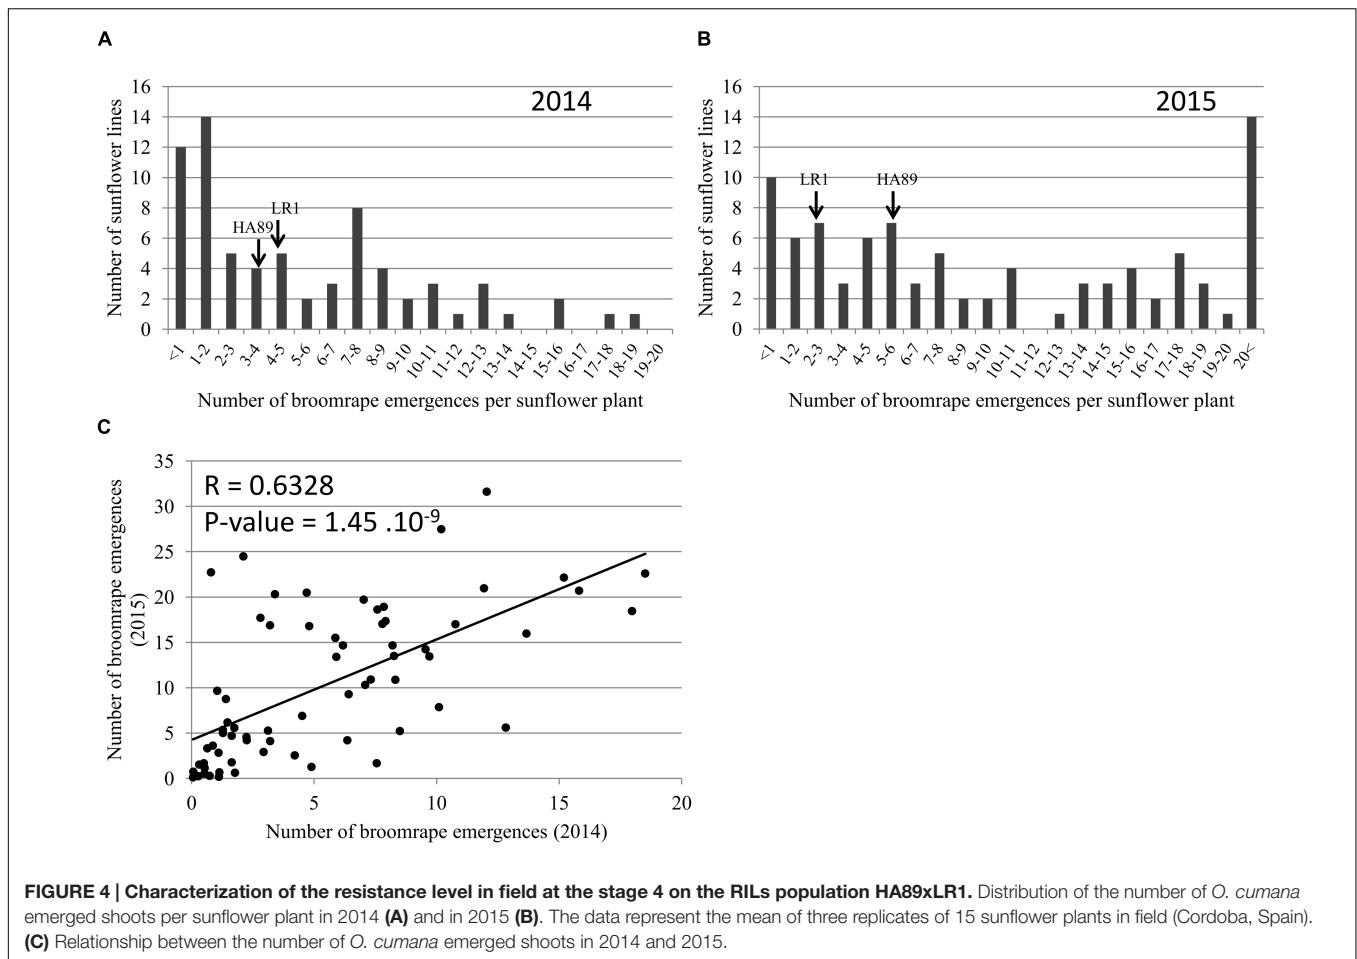 A
B
16
14
12
10
8
6
4
2
0
Number of sunflower lines
2014
HA89
LR1
<1 1-2 2-3 3-4 4-5 5-6 6-7 7-8 8-9 9-10 10-11 11-12 12-13 13-14 14-15 15-16 16-17 17-18 18-19 19-20
Number of broomrape emergences per sunflower plant
16
14
12
10
8
6
4
2
0
Number of sunflower lines
2015
LR1
HA89
<1 1-2 2-3 3-4 4-5 5-6 6-7 7-8 8-9 9-10 10-11 11-12 12-13 13-14 14-15 15-16 16-17 17-18 18-19 19-20 20<
Number of broomrape emergences per sunflower plant
C
35
30
25
20
15
10
5
0
Number of broomrape emergences
(2015)
R = 0.6328
P-value = 1.45 .10⁻⁹
0 5 10 15 20
Number of broomrape emergences (2014)
FIGURE 4 | Characterization of the resistance level in field at the stage 4 on the RILs population HA89xLR1. Distribution of the number of O. cumana
emerged shoots per sunflower plant in 2014 (A) and in 2015 (B). The data represent the mean of three replicates of 15 sunflower plants in field (Cordoba, Spain).
(C) Relationship between the number of O. cumana emerged shoots in 2014 and 2015.